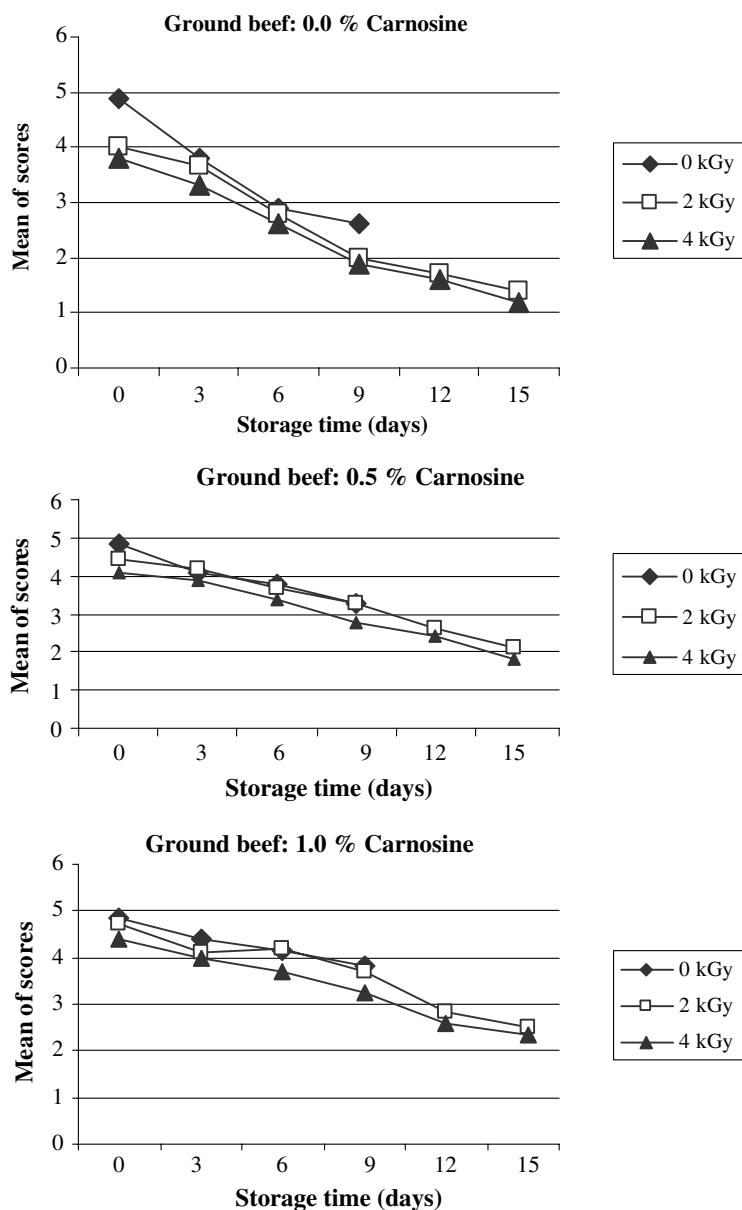 Ground beef: 0.0 % Carnosine
6
5
4
3
2
1
0
Mean of scores
0 3 6 9 12 15
Storage time (days)
0 kGy
2 kGy
4 kGy
Ground beef: 0.5 % Carnosine
6
5
4
3
2
1
0
Mean of scores
0 3 6 9 12 15
Storage time (days)
0 kGy
2 kGy
4 kGy
Ground beef: 1.0 % Carnosine
6
5
4
3
2
1
0
Mean of scores
0 3 6 9 12 15
Storage time (days)
0 kGy
2 kGy
4 kGy